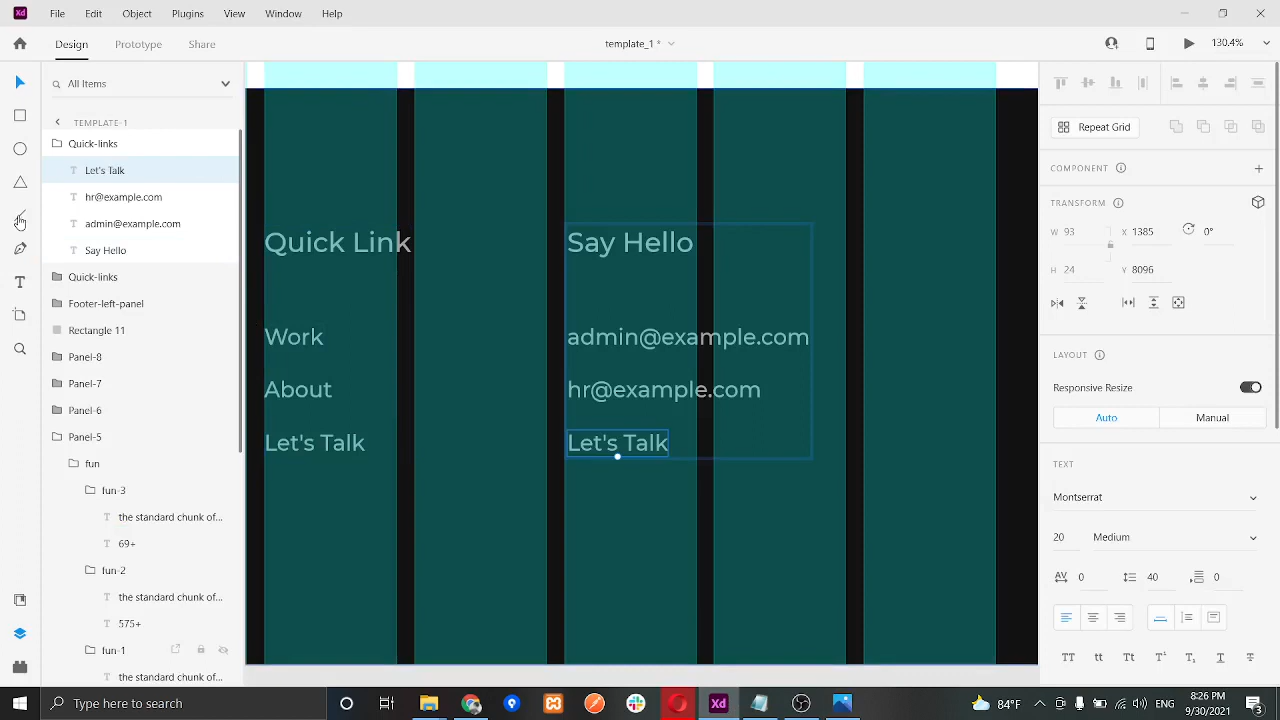 Xd File Edit Object Plugins View Window Help
Design Prototype Share template_1 * 130.4%
All Items
TEMPLATE-1
Quick-links
T Let's Talk
T hr@example.com
T admin@example.com
T Say Hello
Quick-links
Footer-left-panel
Rectangle 11
Panel-8
Panel-7
Panel-6
Panel-5
fun
fun-3
T the standard chunk of...
T 69+
fun-2
T the standard chunk of...
T 575+
fun-1
T the standard chunk of...
Quick Link
Work
About
Let's Talk
Say Hello
admin@example.com
hr@example.com
Let's Talk
Repeat Grid
COMPONENT
TRANSFORM
W 93 X 1335 0°
H 24 Y 8096
LAYOUT
Responsive Resize
Auto Manual
TEXT
Montserrat
20 Medium
AV 0 40 0
TT tt Tt T¹ T₁ T T
Type here to search
Xd
84°F
8:26 PM
9/30/2021